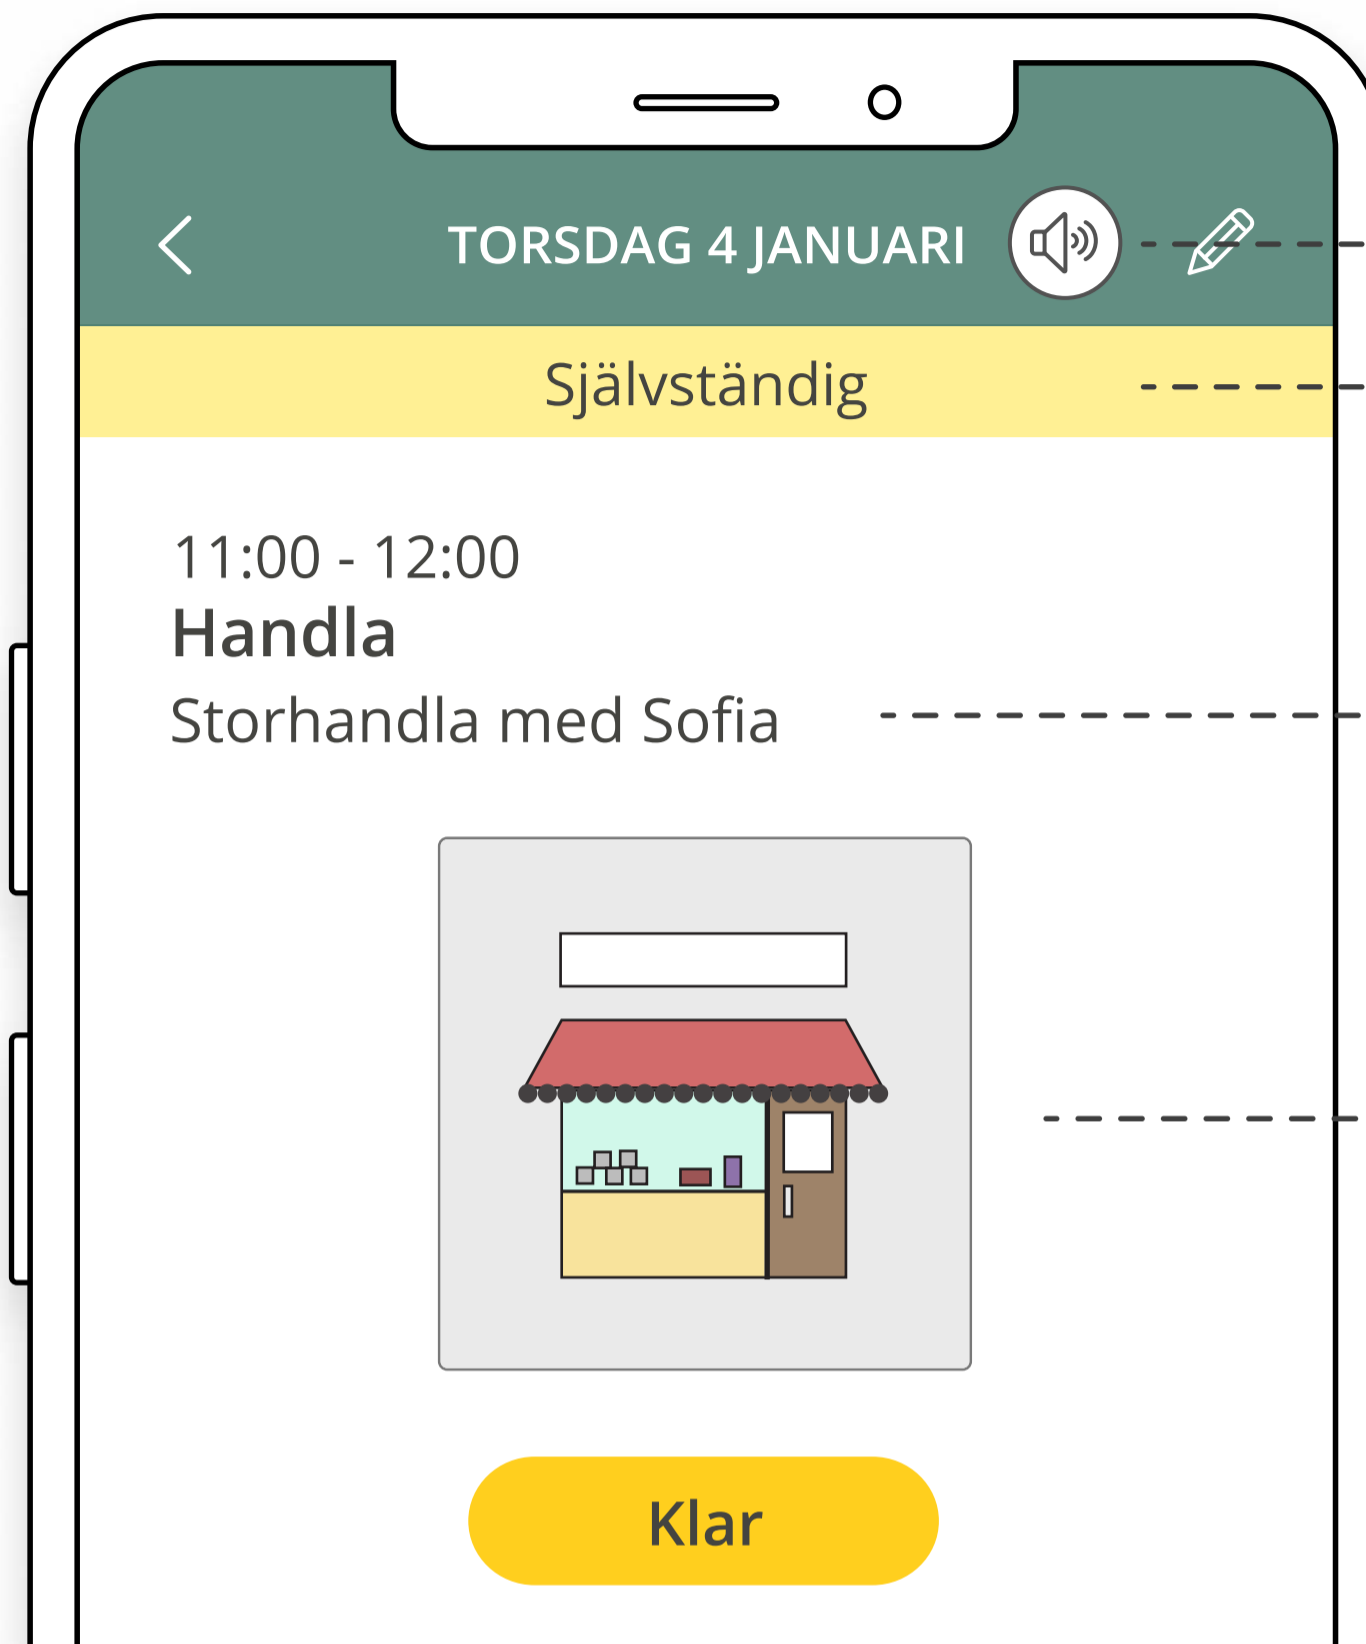 TORSDAG 4 JANUARI
Självständig
11:00 - 12:00
Handla
Storhandla med Sofia
Klar